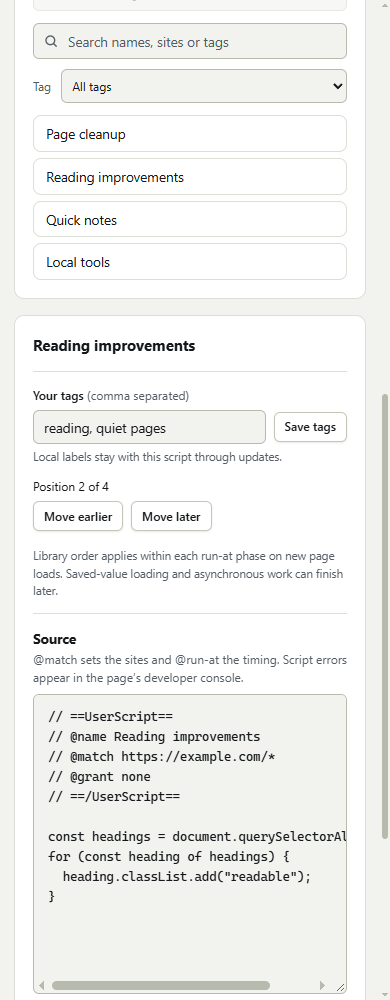 Search names, sites or tags
Tag
All tags
Page cleanup
Reading improvements
Quick notes
Local tools
Reading improvements
Your tags (comma separated)
reading, quiet pages
Save tags
Local labels stay with this script through updates.
Position 2 of 4
Move earlier
Move later
Library order applies within each run-at phase on new page
loads. Saved-value loading and asynchronous work can finish
later.
Source
@match sets the sites and @run-at the timing. Script errors
appear in the page’s developer console.
// ==UserScript==
// @name Reading improvements
// @match https://example.com/*
// @grant none
// ==/UserScript==
const headings = document.querySelectorAl
for (const heading of headings) {
heading.classList.add("readable");
}